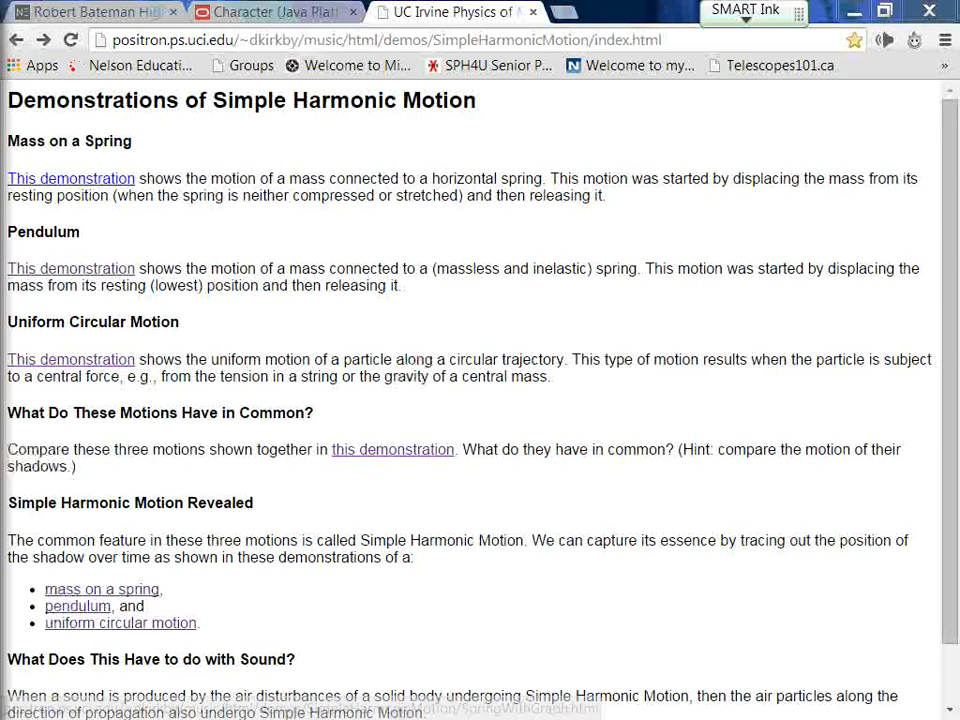 Robert Bateman Hi
Character (Java Platf
UC Irvine Physics of
SMART Ink
positron.ps.uci.edu/~dkirkby/music/html/demos/SimpleHarmonicMotion/index.html
Apps
Nelson Educati...
Groups
Welcome to Mi...
SPH4U Senior P...
Welcome to my...
Telescopes101.ca
»
Demonstrations of Simple Harmonic Motion
Mass on a Spring
This demonstration shows the motion of a mass connected to a horizontal spring. This motion was started by displacing the mass from its
resting position (when the spring is neither compressed or stretched) and then releasing it.
Pendulum
This demonstration shows the motion of a mass connected to a (massless and inelastic) spring. This motion was started by displacing the
mass from its resting (lowest) position and then releasing it.
Uniform Circular Motion
This demonstration shows the uniform motion of a particle along a circular trajectory. This type of motion results when the particle is subject
to a central force, e.g., from the tension in a string or the gravity of a central mass.
What Do These Motions Have in Common?
Compare these three motions shown together in this demonstration. What do they have in common? (Hint: compare the motion of their
shadows.)
Simple Harmonic Motion Revealed
The common feature in these three motions is called Simple Harmonic Motion. We can capture its essence by tracing out the position of
the shadow over time as shown in these demonstrations of a:
• mass on a spring,
• pendulum, and
• uniform circular motion.
What Does This Have to do with Sound?
When a sound is produced by the air disturbances of a solid body undergoing Simple Harmonic Motion, then the air particles along the
direction of propagation also undergo Simple Harmonic Motion.